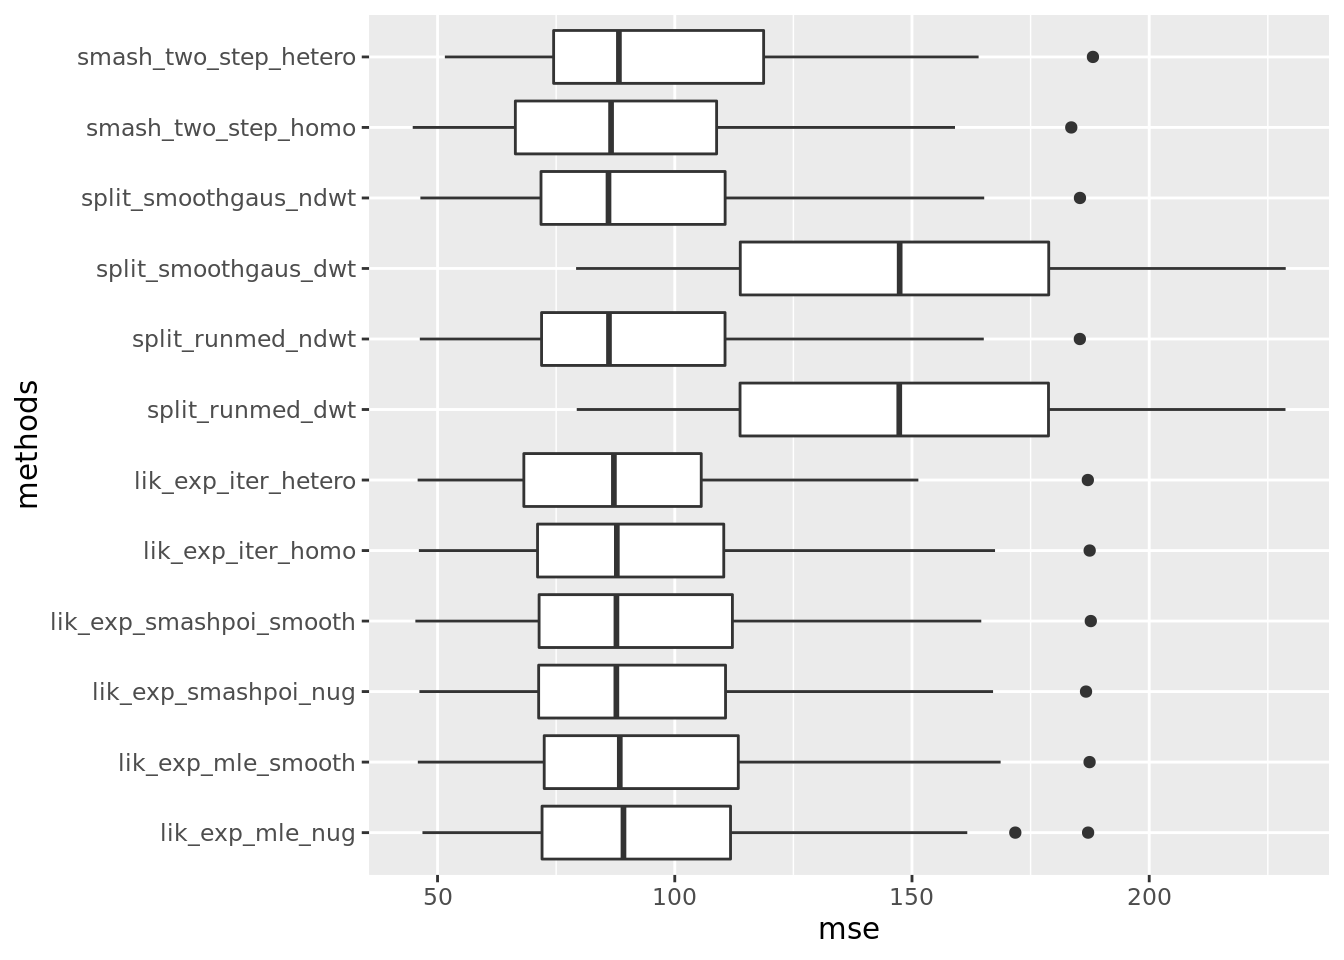 methods
smash_two_step_hetero
smash_two_step_homo
split_smoothgaus_ndwt
split_smoothgaus_dwt
split_runmed_ndwt
split_runmed_dwt
lik_exp_iter_hetero
lik_exp_iter_homo
lik_exp_smashpoi_smooth
lik_exp_smashpoi_nug
lik_exp_mle_smooth
lik_exp_mle_nug
50 100 150 200
mse